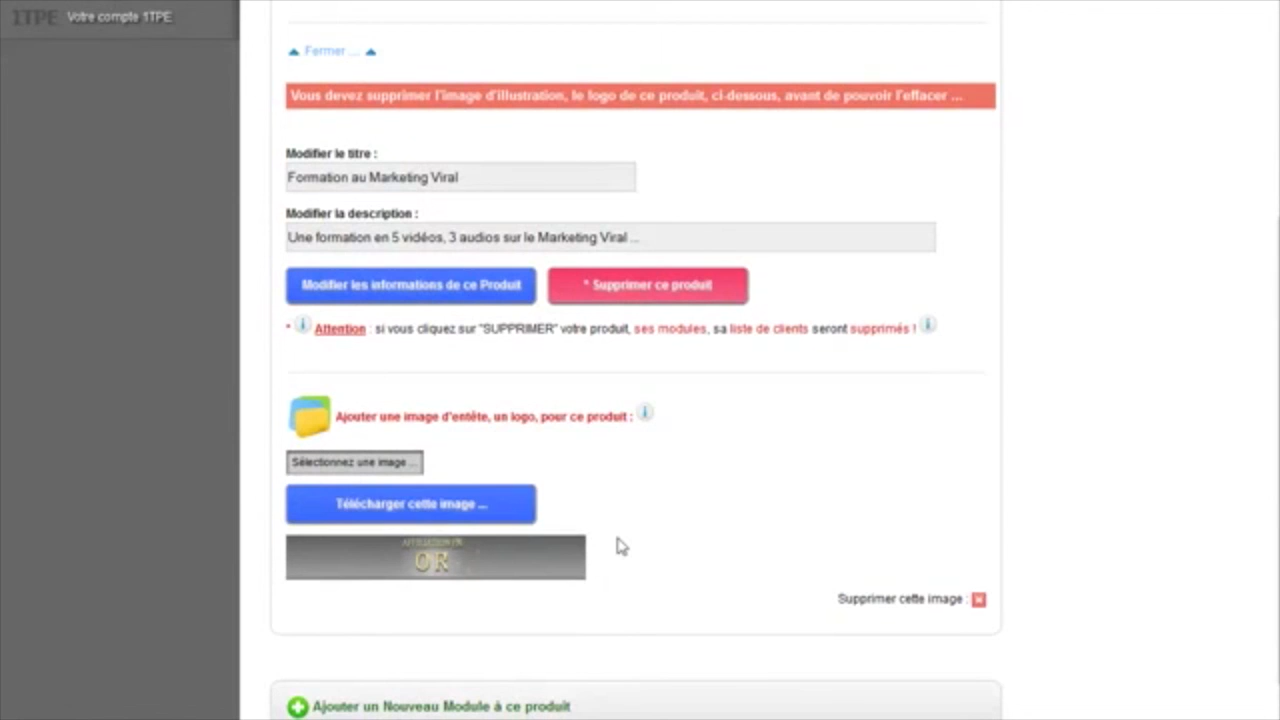 1TPE Votre compte 1TPE
Fermer ...
Vous devez supprimer l'image d'illustration, le logo de ce produit, ci-dessous, avant de pouvoir l'effacer ...
Modifier le titre :
Formation au Marketing Viral
Modifier la description :
Une formation en 5 vidéos, 3 audios sur le Marketing Viral ...
Modifier les informations de ce Produit
* Supprimer ce produit
* Attention : si vous cliquez sur "SUPPRIMER" votre produit, ses modules, sa liste de clients seront supprimés !
Ajouter une image d'entête, un logo, pour ce produit :
Sélectionnez une image ...
Télécharger cette image ...
AFFILIATION EN
OR
Supprimer cette image :
Ajouter un Nouveau Module à ce produit